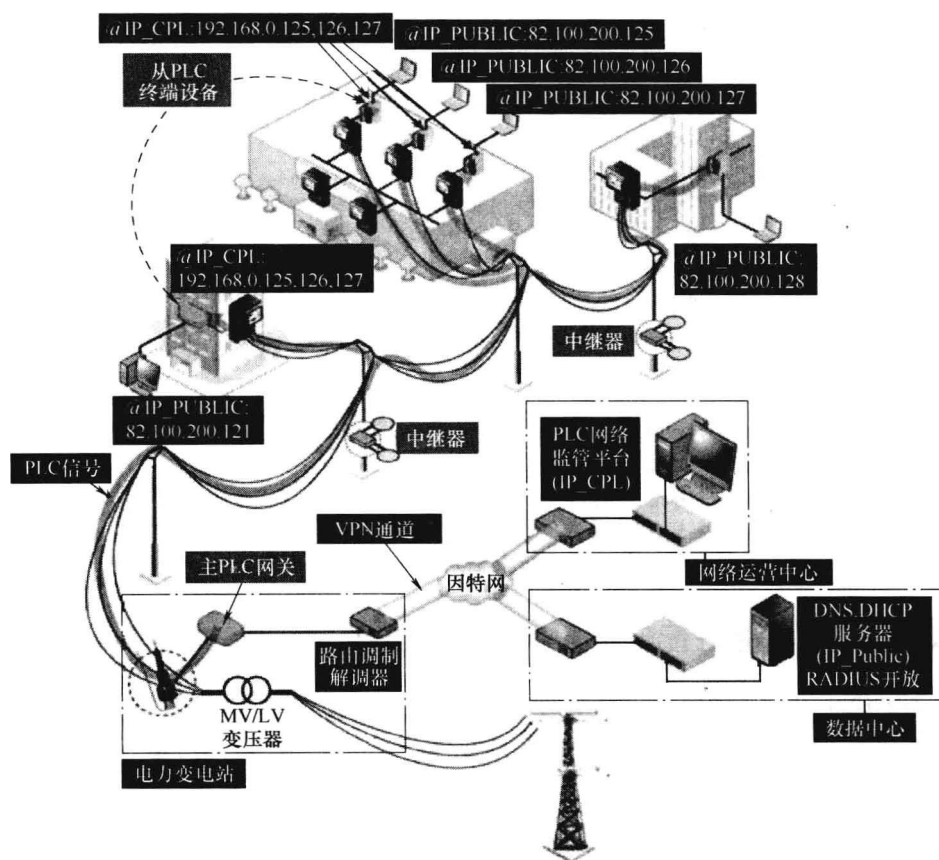 @IP_CPL:192.168.0.125,126,127
@IP_PUBLIC:82.100.200.125
@IP_PUBLIC:82.100.200.126
@IP_PUBLIC:82.100.200.127
从PLC
终端设备
@IP_CPL:
192.168.0.125,126,127
@IP_PUBLIC:
82.100.200.128
中继器
@IP_PUBLIC:
82.100.200.121
中继器
PLC网络
监管平台
(IP_CPL)
PLC信号
VPN通道
网络运营中心
主PLC网关
因特网
DNS.DHCP
服务器
(IP_Public)
RADIUS开放
路由调制
解调器
MV/LV
变压器
数据中心
电力变电站